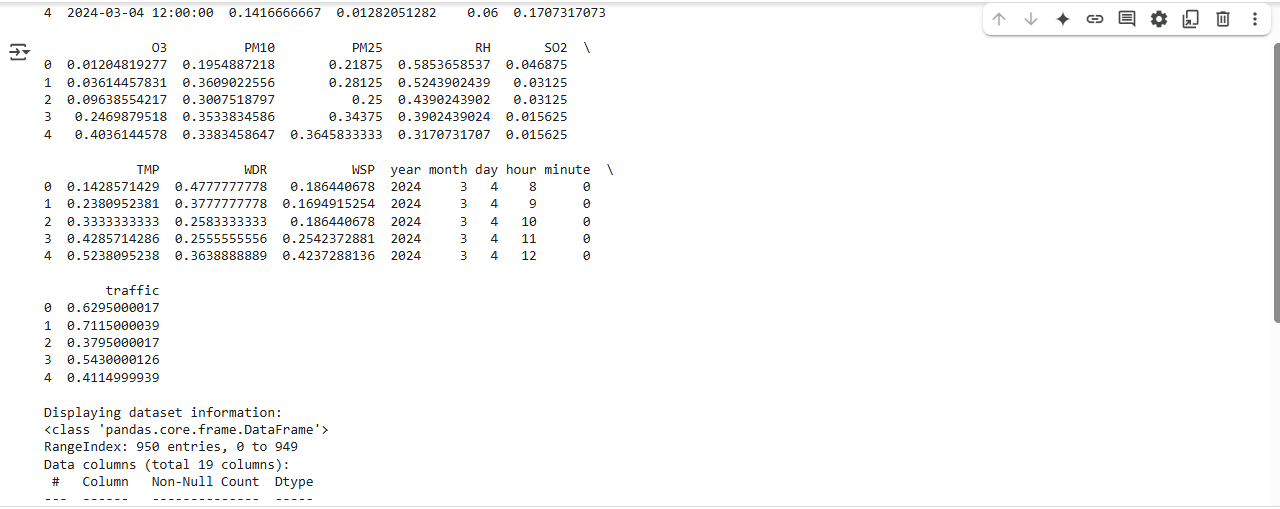 4  2024-03-04 12:00:00  0.1416666667  0.01282051282    0.06  0.1707317073
              O3          PM10          PM25            RH       SO2  \
0  0.01204819277  0.1954887218       0.21875  0.5853658537  0.046875
1  0.03614457831  0.3609022556       0.28125  0.5243902439   0.03125
2  0.09638554217  0.3007518797          0.25  0.4390243902   0.03125
3   0.2469879518  0.3533834586       0.34375  0.3902439024  0.015625
4   0.4036144578  0.3383458647  0.3645833333  0.3170731707  0.015625
            TMP           WDR           WSP  year month day hour minute  \
0  0.1428571429  0.4777777778   0.186440678  2024     3   4    8      0
1  0.2380952381  0.3777777778  0.1694915254  2024     3   4    9      0
2  0.3333333333  0.2583333333   0.186440678  2024     3   4   10      0
3  0.4285714286  0.2555555556  0.2542372881  2024     3   4   11      0
4  0.5238095238  0.3638888889  0.4237288136  2024     3   4   12      0
        traffic
0  0.6295000017
1  0.7115000039
2  0.3795000017
3  0.5430000126
4  0.4114999939
Displaying dataset information:
<class 'pandas.core.frame.DataFrame'>
RangeIndex: 950 entries, 0 to 949
Data columns (total 19 columns):
 #   Column   Non-Null Count  Dtype
---  ------   --------------  -----